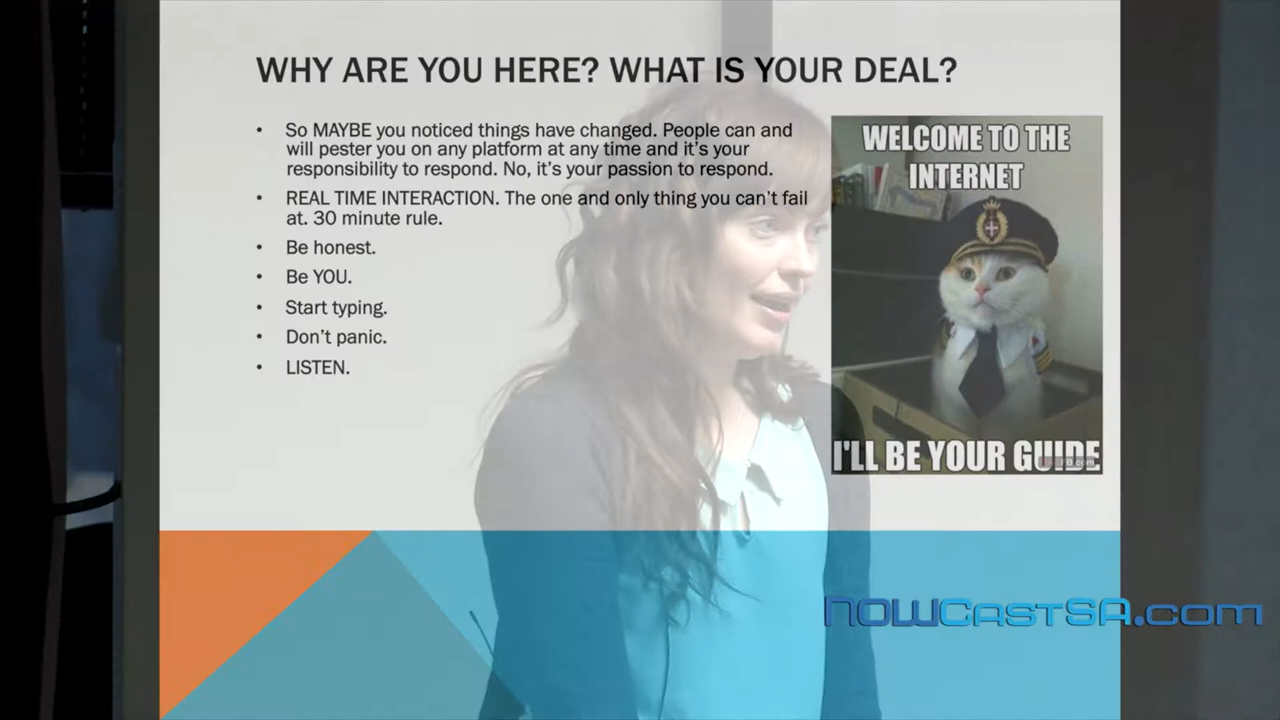 WHY ARE YOU HERE? WHAT IS YOUR DEAL?
• So MAYBE you noticed things have changed. People can and
will pester you on any platform at any time and it's your
responsibility to respond. No, it's your passion to respond.
• REAL TIME INTERACTION. The one and only thing you can't fail
at. 30 minute rule.
• Be honest.
• Be YOU.
• Start typing.
• Don't panic.
• LISTEN.
WELCOME TO THE
INTERNET
I'LL BE YOUR GUIDE
NOWCastSA.com